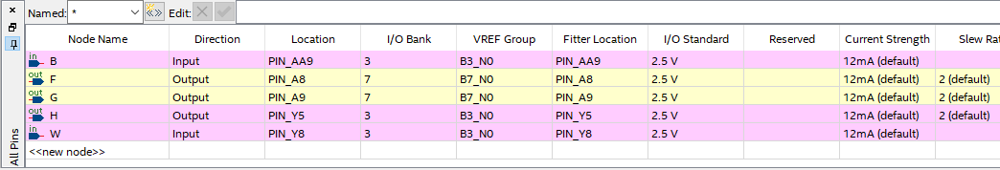 Named: * «» Edit:
Node Name Direction Location I/O Bank VREF Group Fitter Location I/O Standard Reserved Current Strength Slew Rat
in B Input PIN_AA9 3 B3_N0 PIN_AA9 2.5 V 12mA (default)
out F Output PIN_A8 7 B7_N0 PIN_A8 2.5 V 12mA (default) 2 (default)
out G Output PIN_A9 7 B7_N0 PIN_A9 2.5 V 12mA (default) 2 (default)
out H Output PIN_Y5 3 B3_N0 PIN_Y5 2.5 V 12mA (default) 2 (default)
in W Input PIN_Y8 3 B3_N0 PIN_Y8 2.5 V 12mA (default)
<<new node>>
All Pins